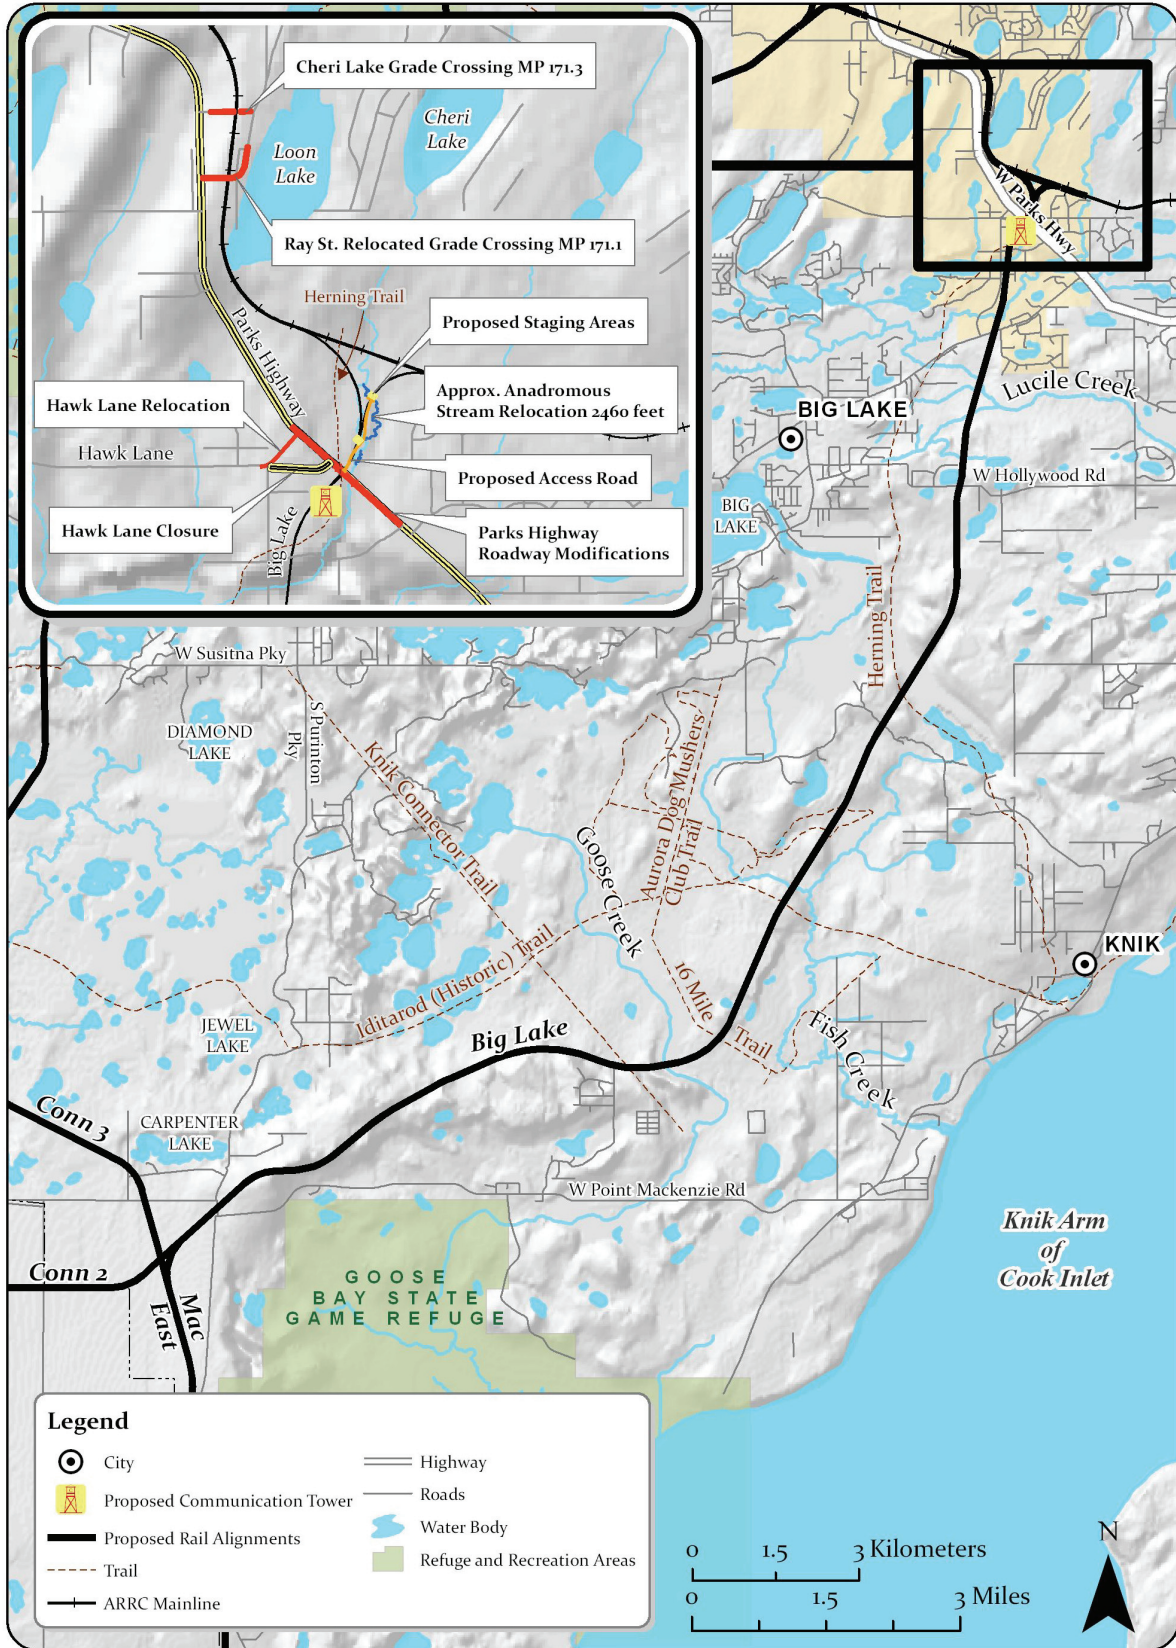 Cheri Lake Grade Crossing MP 171.3
Cheri
Lake
Loon
Lake
Ray St. Relocated Grade Crossing MP 171.1
Herning Trail
Proposed Staging Areas
Parks Highway
Approx. Anadromous
Stream Relocation 2460 feet
Hawk Lane Relocation
Hawk Lane
Proposed Access Road
Hawk Lane Closure
Big Lake
Parks Highway
Roadway Modifications
W Parks Hwy
Lucile Creek
BIG LAKE
W Hollywood Rd
BIG
LAKE
Herning Trail
W Susitna Pky
S Purinton
Pky
DIAMOND
LAKE
Knik Connector Trail
Aurora Dog Mushers
Club Trail
Goose Creek
KNIK
16 Mile
Trail
Iditarod (Historic) Trail
Fish Creek
JEWEL
LAKE
Big Lake
Conn 3
CARPENTER
LAKE
W Point Mackenzie Rd
Knik Arm
of
Cook Inlet
Conn 2
GOOSE
BAY STATE
GAME REFUGE
Mac
East
Legend
City
Proposed Communication Tower
Proposed Rail Alignments
Trail
ARRC Mainline
Highway
Roads
Water Body
Refuge and Recreation Areas
0 1.5 3 Kilometers
0 1.5 3 Miles
N